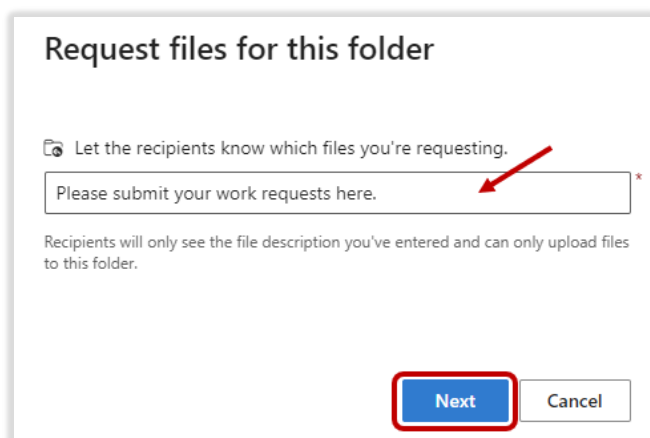 Request files for this folder
Let the recipients know which files you're requesting.
Please submit your work requests here.
*
Recipients will only see the file description you've entered and can only upload files
to this folder.
Next Cancel